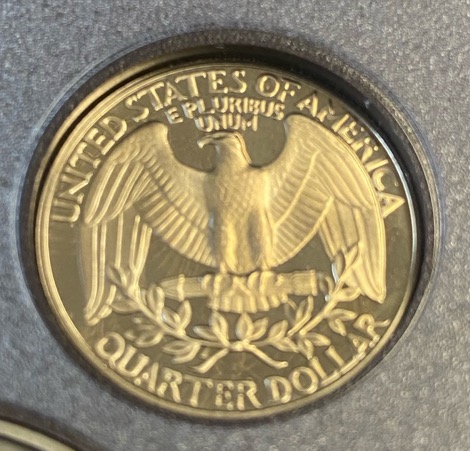 UNITED STATES OF AMERICA
E PLURIBUS
UNUM
QUARTER DOLLAR